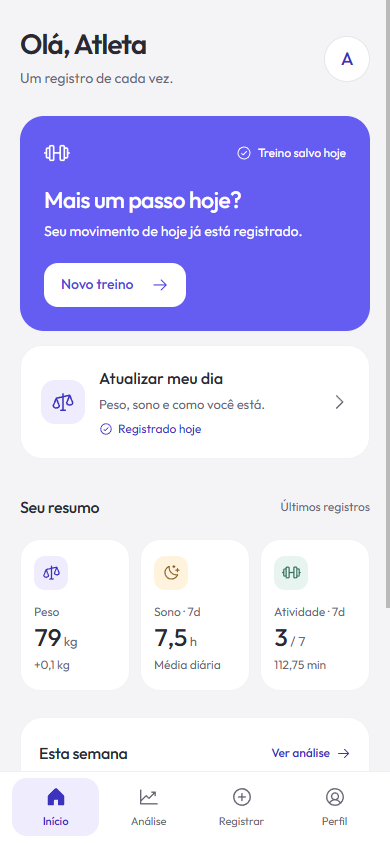 Olá, Atleta
Um registro de cada vez.
A
Treino salvo hoje
Mais um passo hoje?
Seu movimento de hoje já está registrado.
Novo treino
Atualizar meu dia
Peso, sono e como você está.
Registrado hoje
Seu resumo
Últimos registros
Peso
79 kg
+0,1 kg
Sono · 7d
7,5 h
Média diária
Atividade · 7d
3 / 7
112,75 min
Esta semana
Ver análise
Início
Análise
Registrar
Perfil